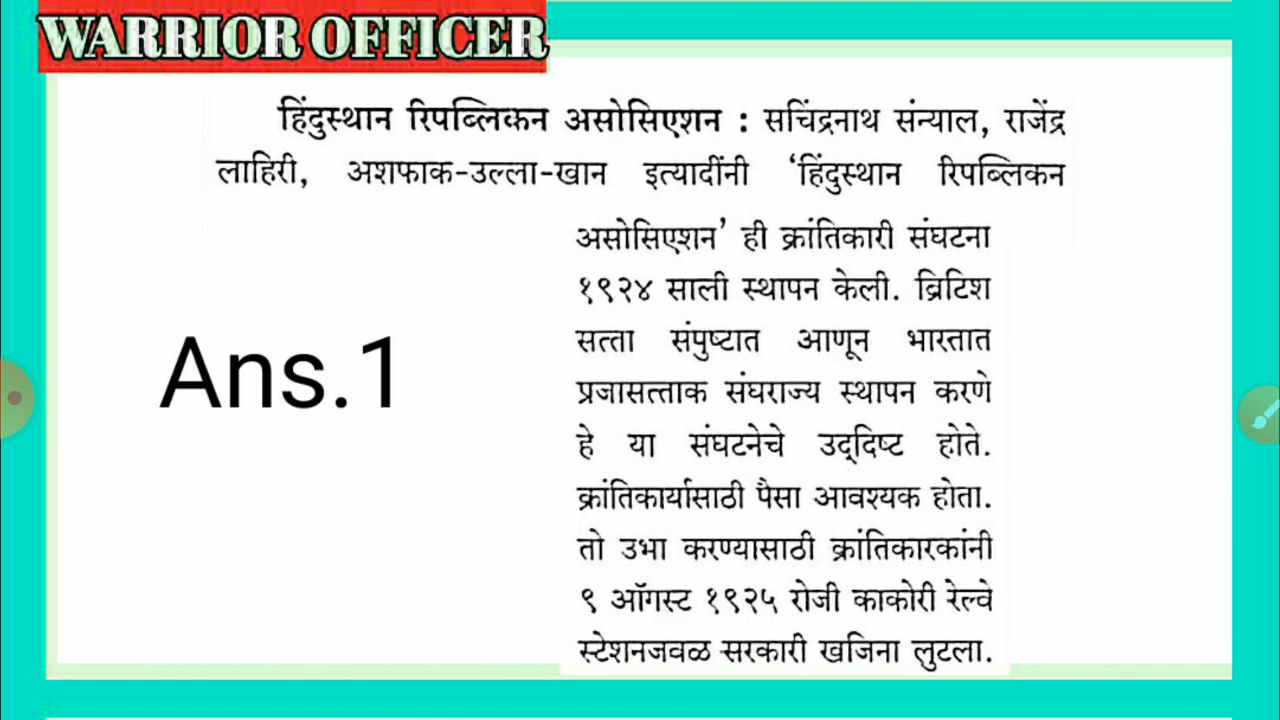 WARRIOR OFFICER
हिंदुस्थान रिपब्लिकन असोसिएशन : सचिंद्रनाथ संन्याल, राजेंद्र
लाहिरी, अशफाक-उल्ला-खान इत्यादींनी ‘हिंदुस्थान रिपब्लिकन
असोसिएशन’ ही क्रांतिकारी संघटना
१९२४ साली स्थापन केली. ब्रिटिश
सत्ता संपुष्टात आणून भारतात
प्रजासत्ताक संघराज्य स्थापन करणे
हे या संघटनेचे उद्‌दिष्ट होते.
क्रांतिकार्यासाठी पैसा आवश्यक होता.
तो उभा करण्यासाठी क्रांतिकारकांनी
९ ऑगस्ट १९२५ रोजी काकोरी रेल्वे
स्टेशनजवळ सरकारी खजिना लुटला.
Ans.1